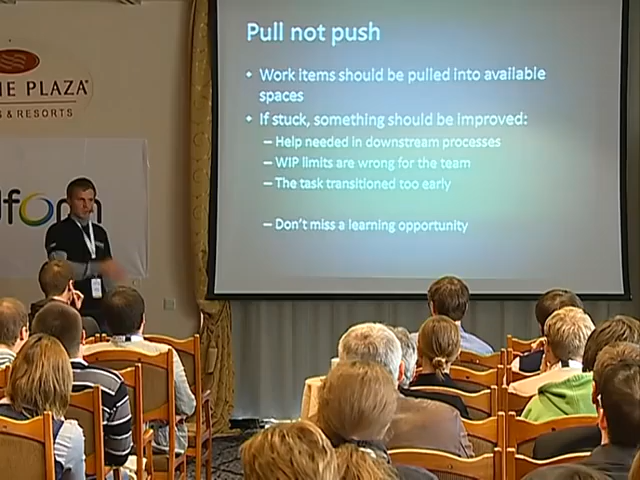 Pull not push
• Work items should be pulled into available
spaces
• If stuck, something should be improved:
– Help needed in downstream processes
– WIP limits are wrong for the team
– The task transitioned too early
– Don't miss a learning opportunity
PLAZA
& RESORTS